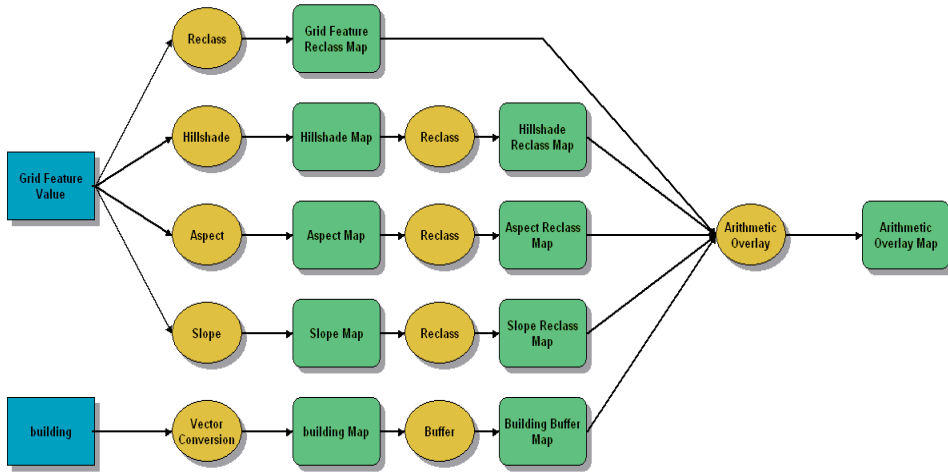 Reclass
Grid Feature
Reclass Map
Hillshade
Hillshade Map
Reclass
Hillshade
Reclass Map
Grid Feature
Value
Aspect
Aspect Map
Reclass
Aspect Reclass
Map
Arithmetic
Overlay
Arithmetic
Overlay Map
Slope
Slope Map
Reclass
Slope Reclass
Map
building
Vector
Conversion
building Map
Buffer
Building Buffer
Map